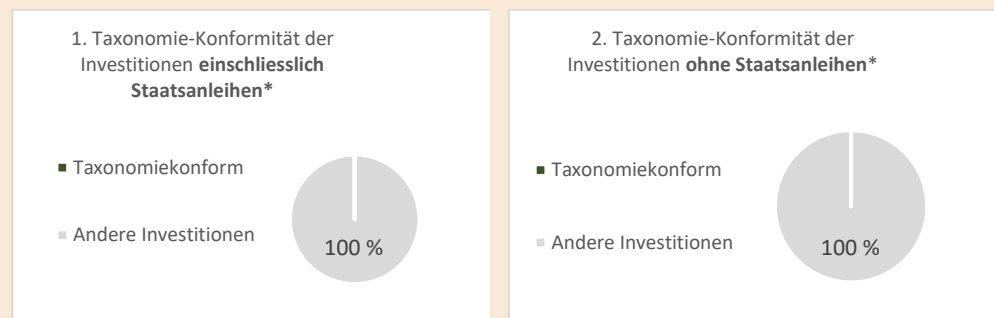 1. Taxonomie-Konformität der
Investitionen einschliesslich
Staatsanleihen*
Taxonomiekonform
Andere Investitionen
100 %
2. Taxonomie-Konformität der
Investitionen ohne Staatsanleihen*
Taxonomiekonform
Andere Investitionen
100 %